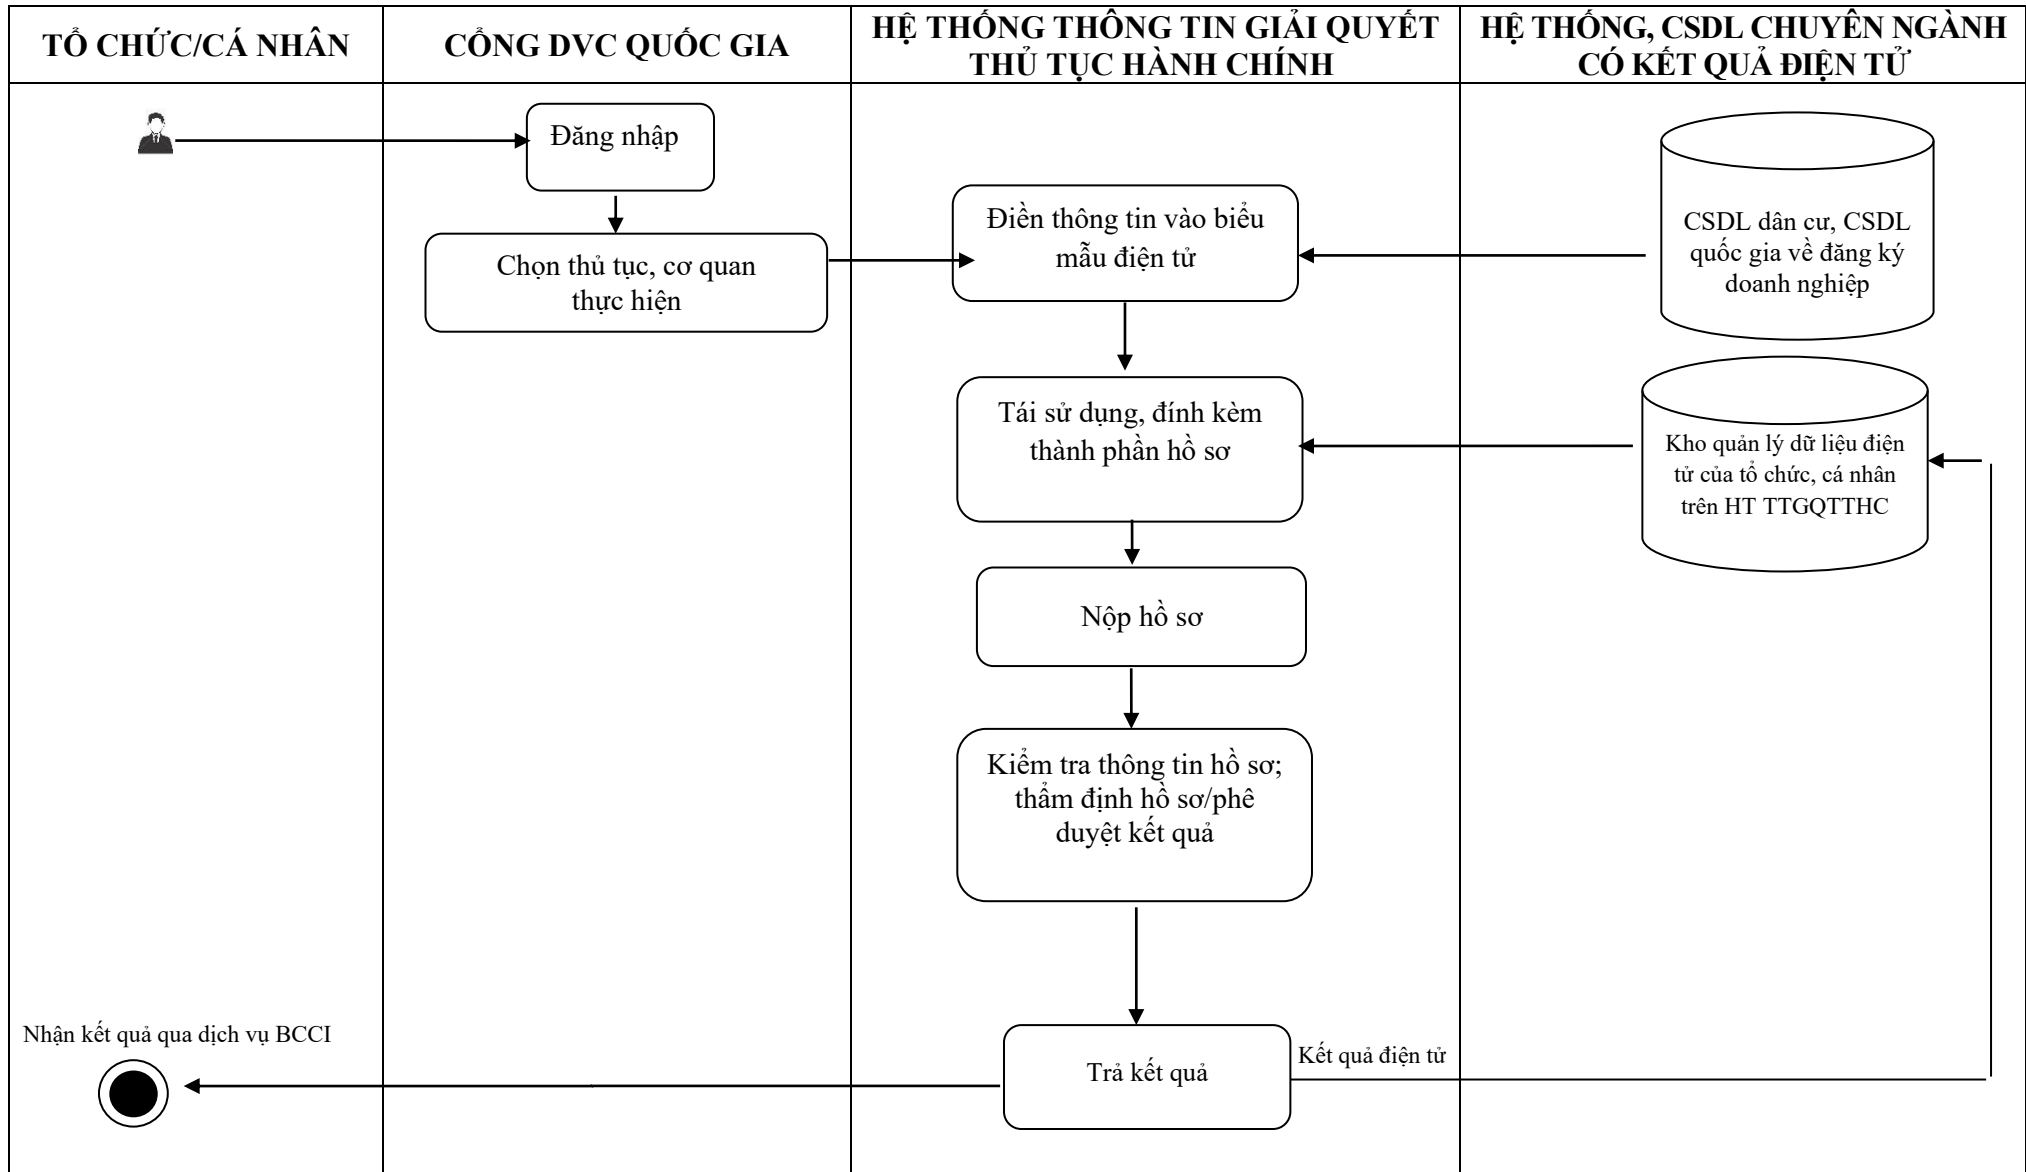 TỔ CHỨC/CÁ NHÂN
CỔNG DVC QUỐC GIA
HỆ THỐNG THÔNG TIN GIẢI QUYẾT
THỦ TỤC HÀNH CHÍNH
HỆ THỐNG, CSDL CHUYÊN NGÀNH
CÓ KẾT QUẢ ĐIỆN TỬ
Đăng nhập
Chọn thủ tục, cơ quan
thực hiện
Điền thông tin vào biểu
mẫu điện tử
CSDL dân cư, CSDL
quốc gia về đăng ký
doanh nghiệp
Tái sử dụng, đính kèm
thành phần hồ sơ
Kho quản lý dữ liệu điện
tử của tổ chức, cá nhân
trên HT TTGQTTHC
Nộp hồ sơ
Kiểm tra thông tin hồ sơ;
thẩm định hồ sơ/phê
duyệt kết quả
Nhận kết quả qua dịch vụ BCCI
Trả kết quả
Kết quả điện tử